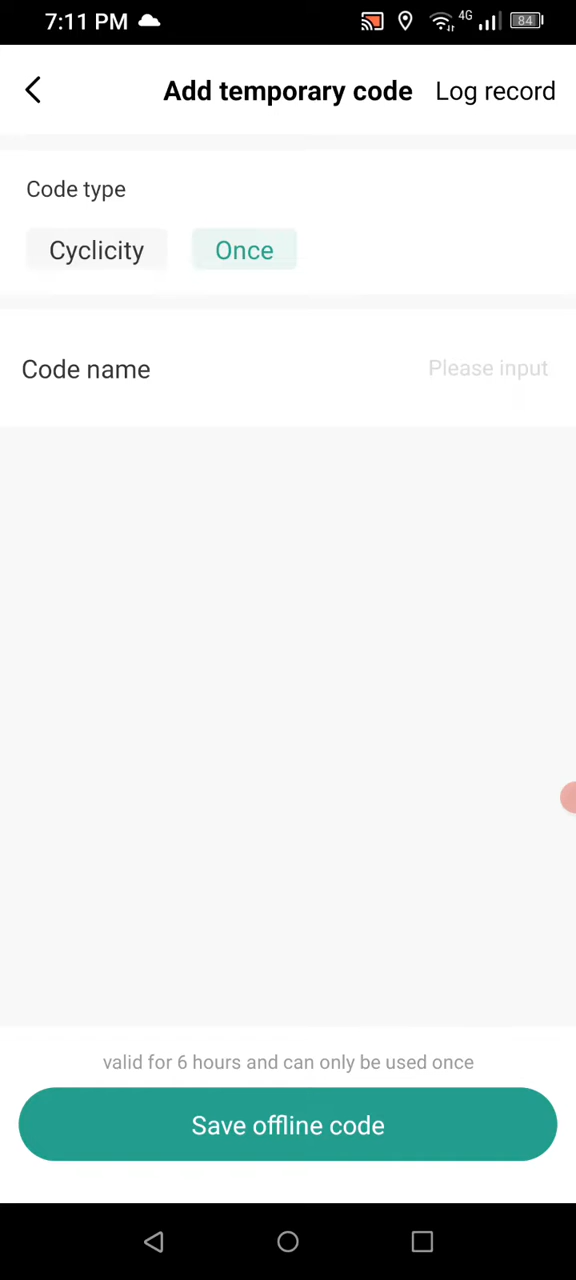 7:11 PM 4G 84
Add temporary code Log record
Code type
Cyclicity Once
Code name Please input
valid for 6 hours and can only be used once
Save offline code